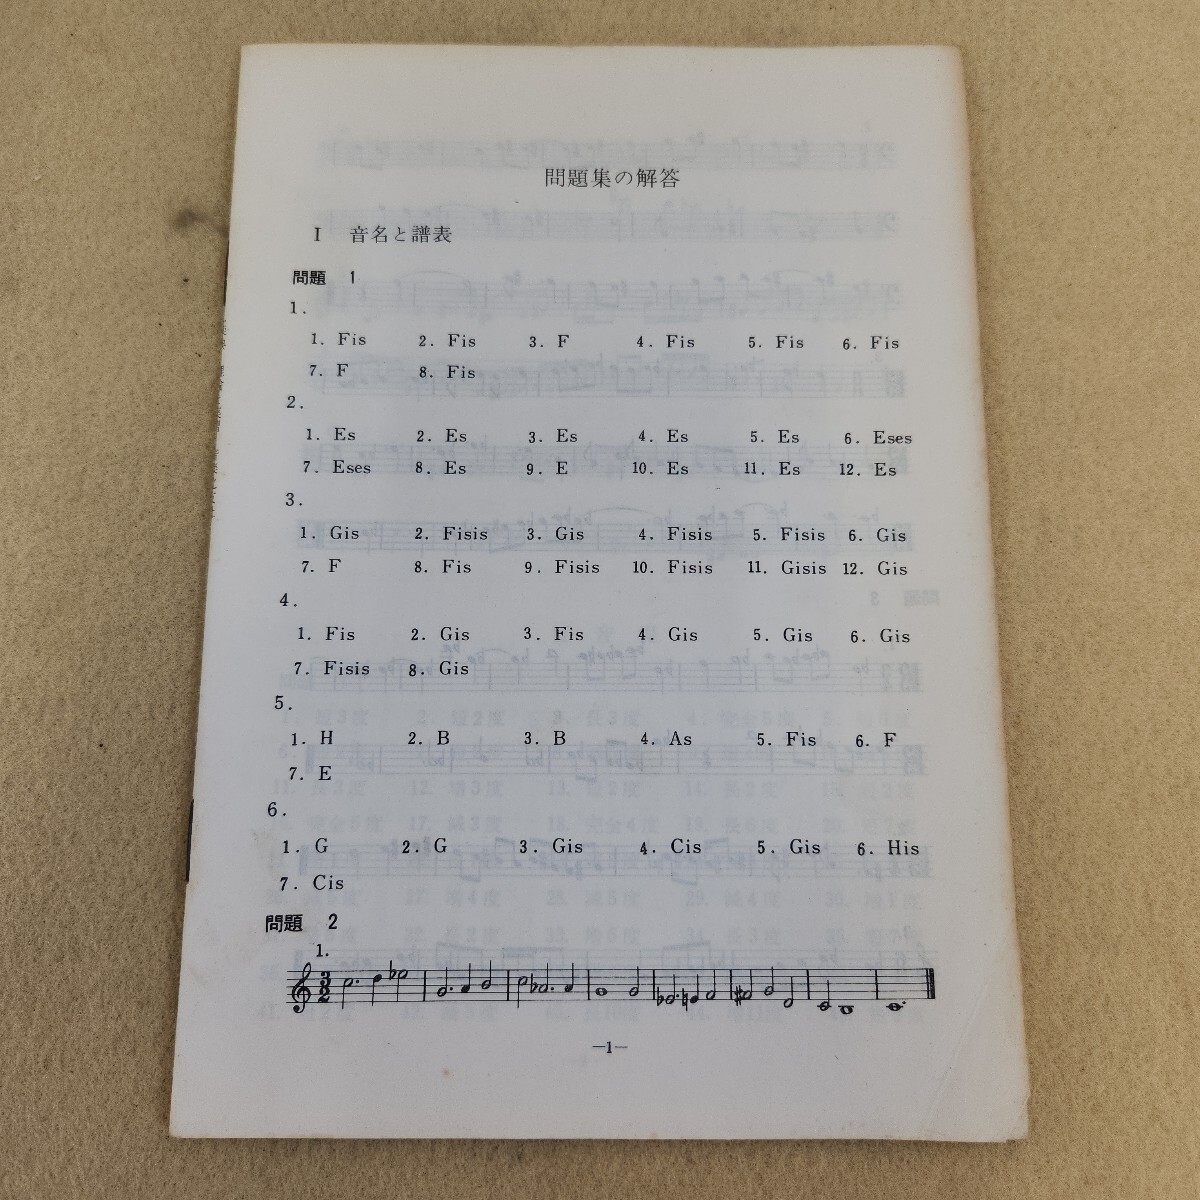 問題集の解答
I 音名と譜表
問題 1
1.
1. Fis 2. Fis 3. F 4. Fis 5. Fis 6. Fis
7. F 8. Fis
2.
1. Es 2. Es 3. Es 4. Es 5. Es 6. Eses
7. Eses 8. Es 9. E 10. Es 11. Es 12. Es
3.
1. Gis 2. Fisis 3. Gis 4. Fisis 5. Fisis 6. Gis
7. F 8. Fis 9. Fisis 10. Fisis 11. Gisis 12. Gis
4.
1. Fis 2. Gis 3. Fis 4. Gis 5. Gis 6. Gis
7. Fisis 8. Gis
5.
1. H 2. B 3. B 4. As 5. Fis 6. F
7. E
6.
1. G 2. G 3. Gis 4. Cis 5. Gis 6. His
7. Cis
問題 2
1.
3
2
—1—